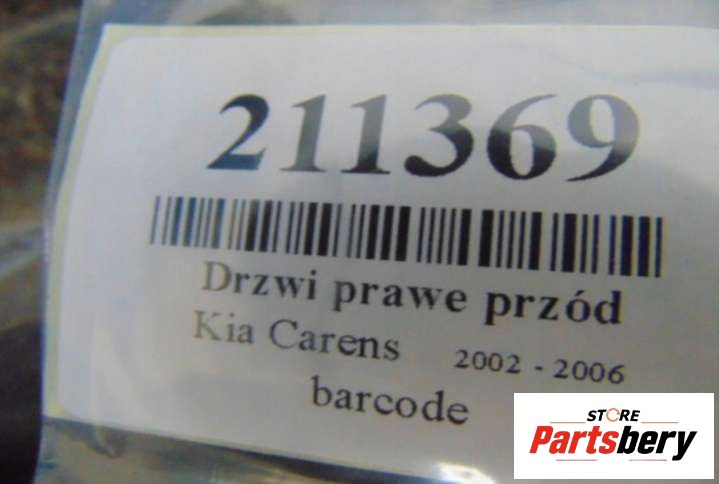 211369
Drzwi prawe przód
Kia Carens 2002 - 2006
barcode
STORE
Partsbery